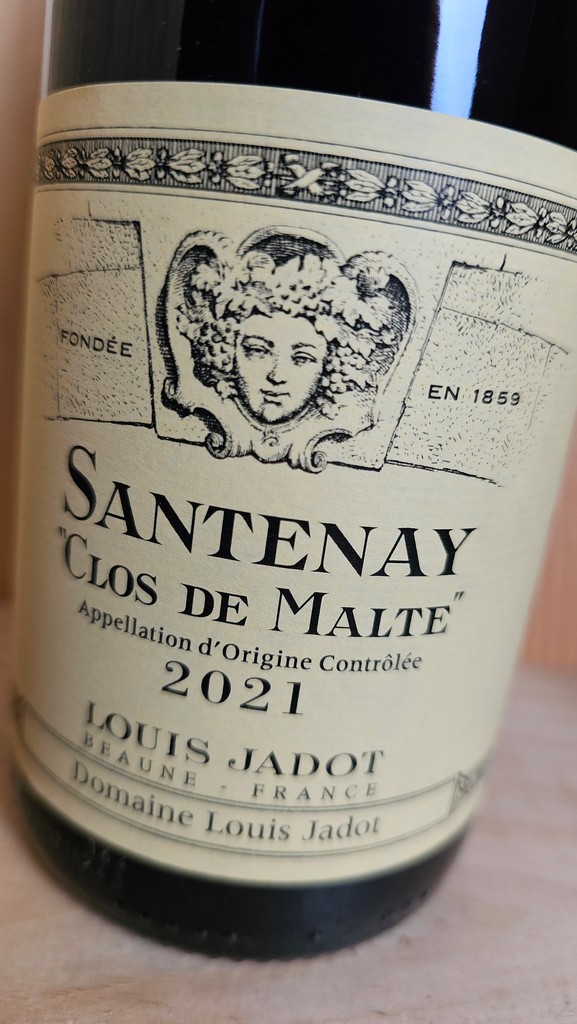 FONDÉE
EN 1859
SANTENAY
"CLOS DE MALTE"
Appellation d'Origine Contrôlée
2021
LOUIS JADOT
BEAUNE - FRANCE
Domaine Louis Jadot